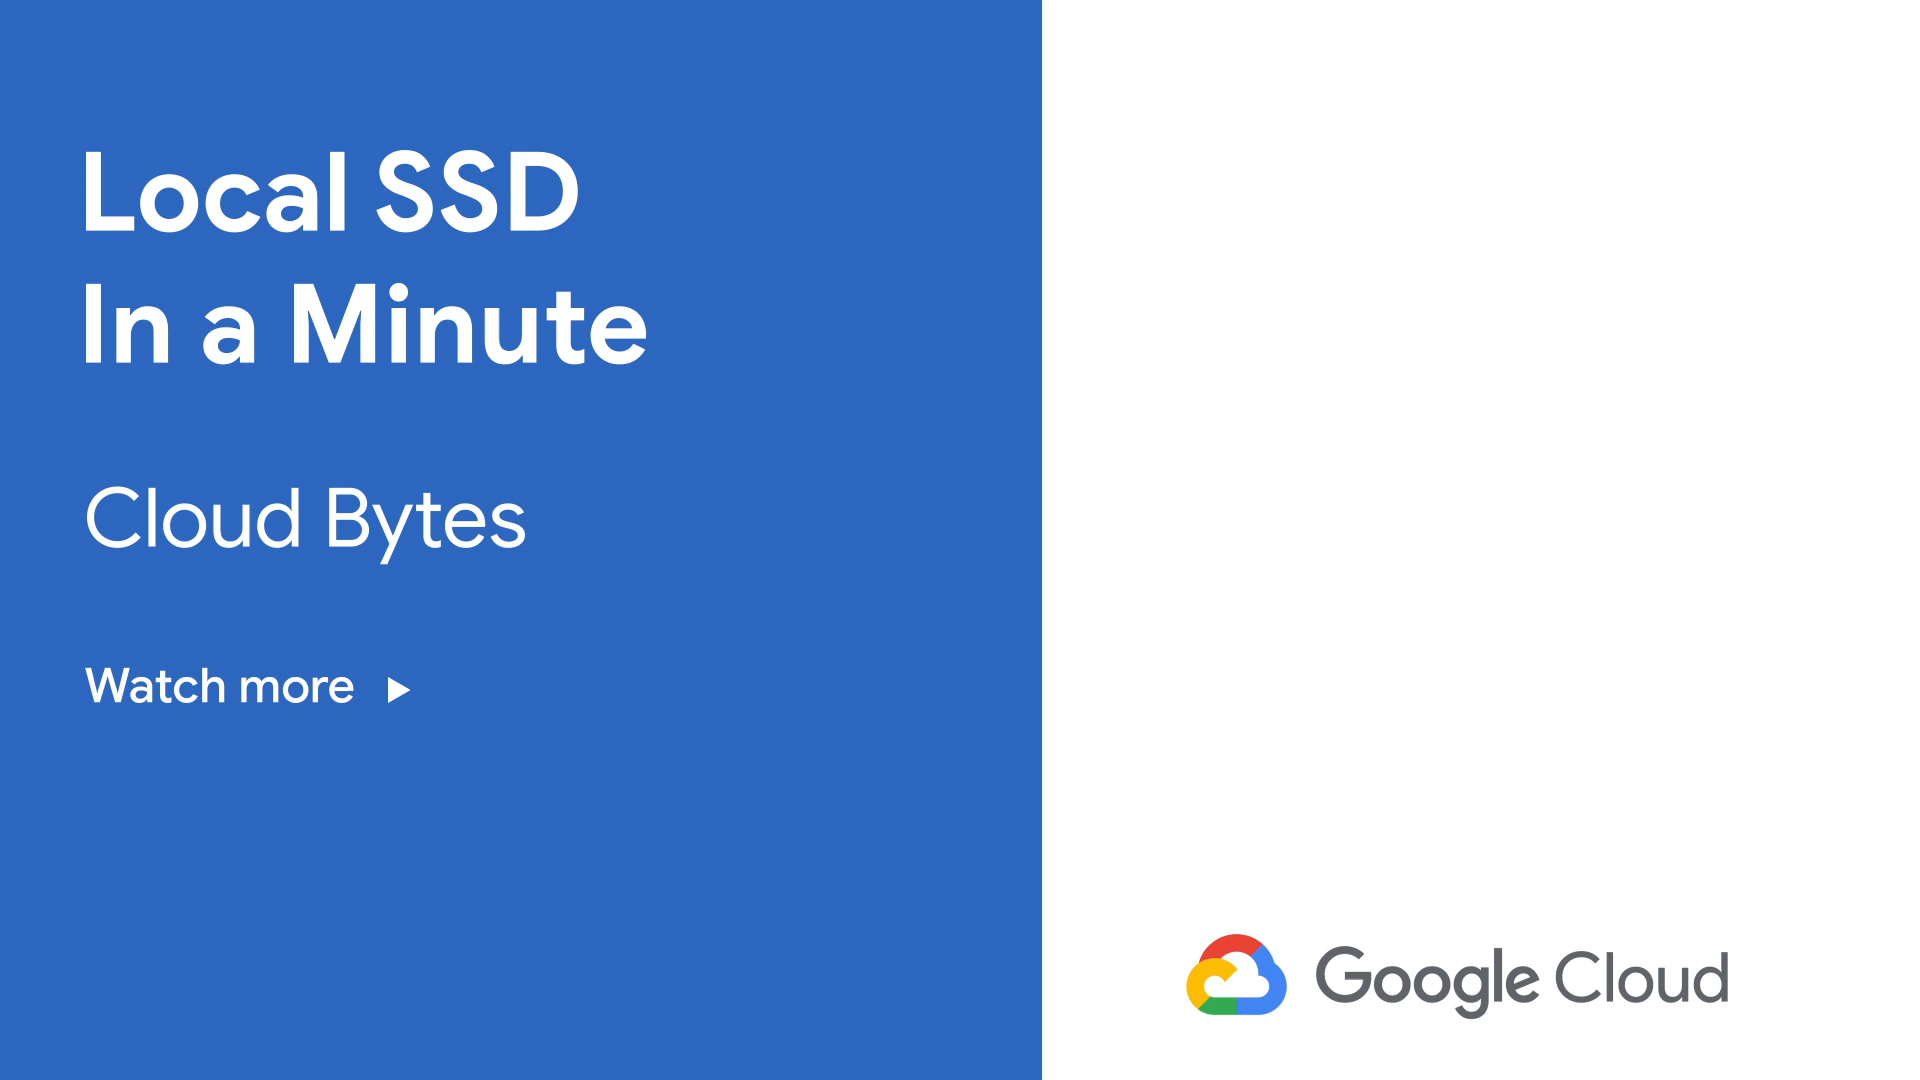 Local SSD
In a Minute
Cloud Bytes
Watch more
Google Cloud